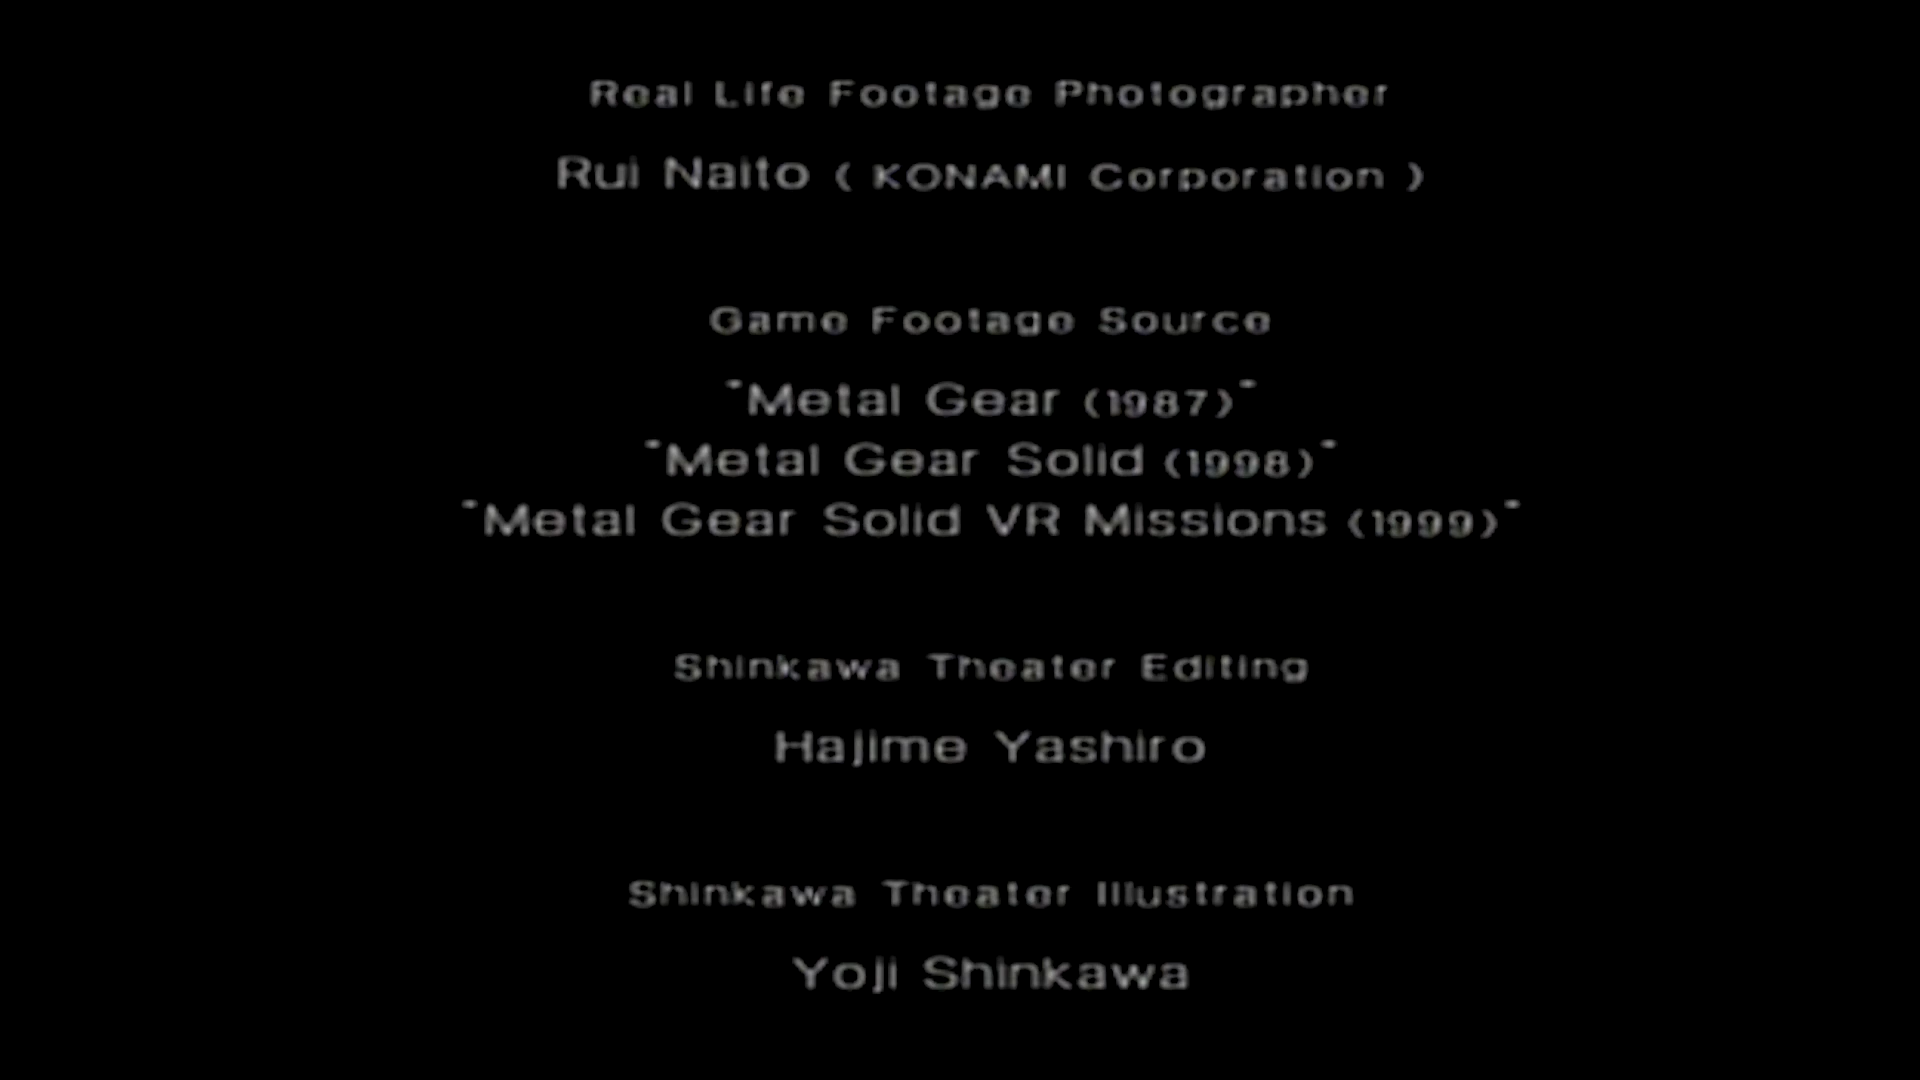 Real Life Footage Photographer
Rui Naito ( KONAMI Corporation )
Game Footage Source
"Metal Gear (1987)"
"Metal Gear Solid (1998)"
"Metal Gear Solid VR Missions (1999)"
Shinkawa Theater Editing
Hajime Yashiro
Shinkawa Theater Illustration
Yoji Shinkawa